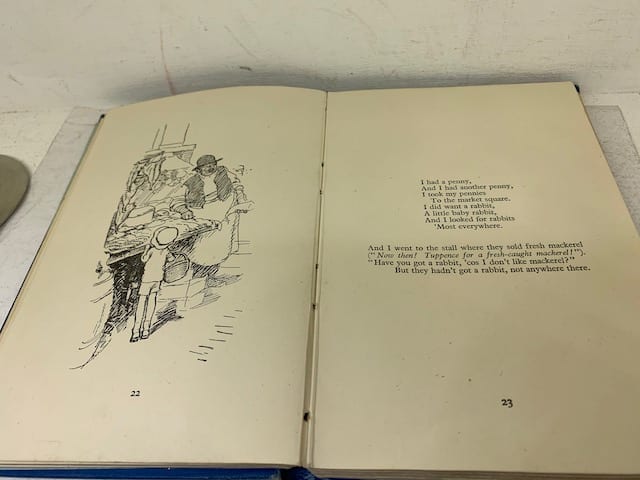 22
I had a penny,
And I had another penny,
I took my pennies
To the market square.
I did want a rabbit,
A little baby rabbit,
And I looked for rabbits
'Most everywhere.
And I went to the stall where they sold fresh mackerel
("Now then! Tuppence for a fresh-caught mackerel!").
"Have you got a rabbit, 'cos I don't like mackerel?"
But they hadn't got a rabbit, not anywhere there.
23